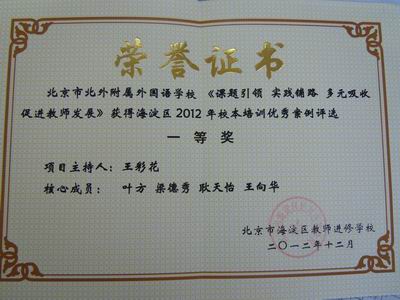 荣誉证书
北京市北外附属外国语学校 《课题引领 实践铺路 多元吸收
促进教师发展》获得海淀区2012年校本培训优秀案例评选
一等奖
项目主持人：王彩花
核心成员： 叶方 梁德秀 耿天怡 王向华
北京市海淀区教师进修学校
二〇一二年十二月